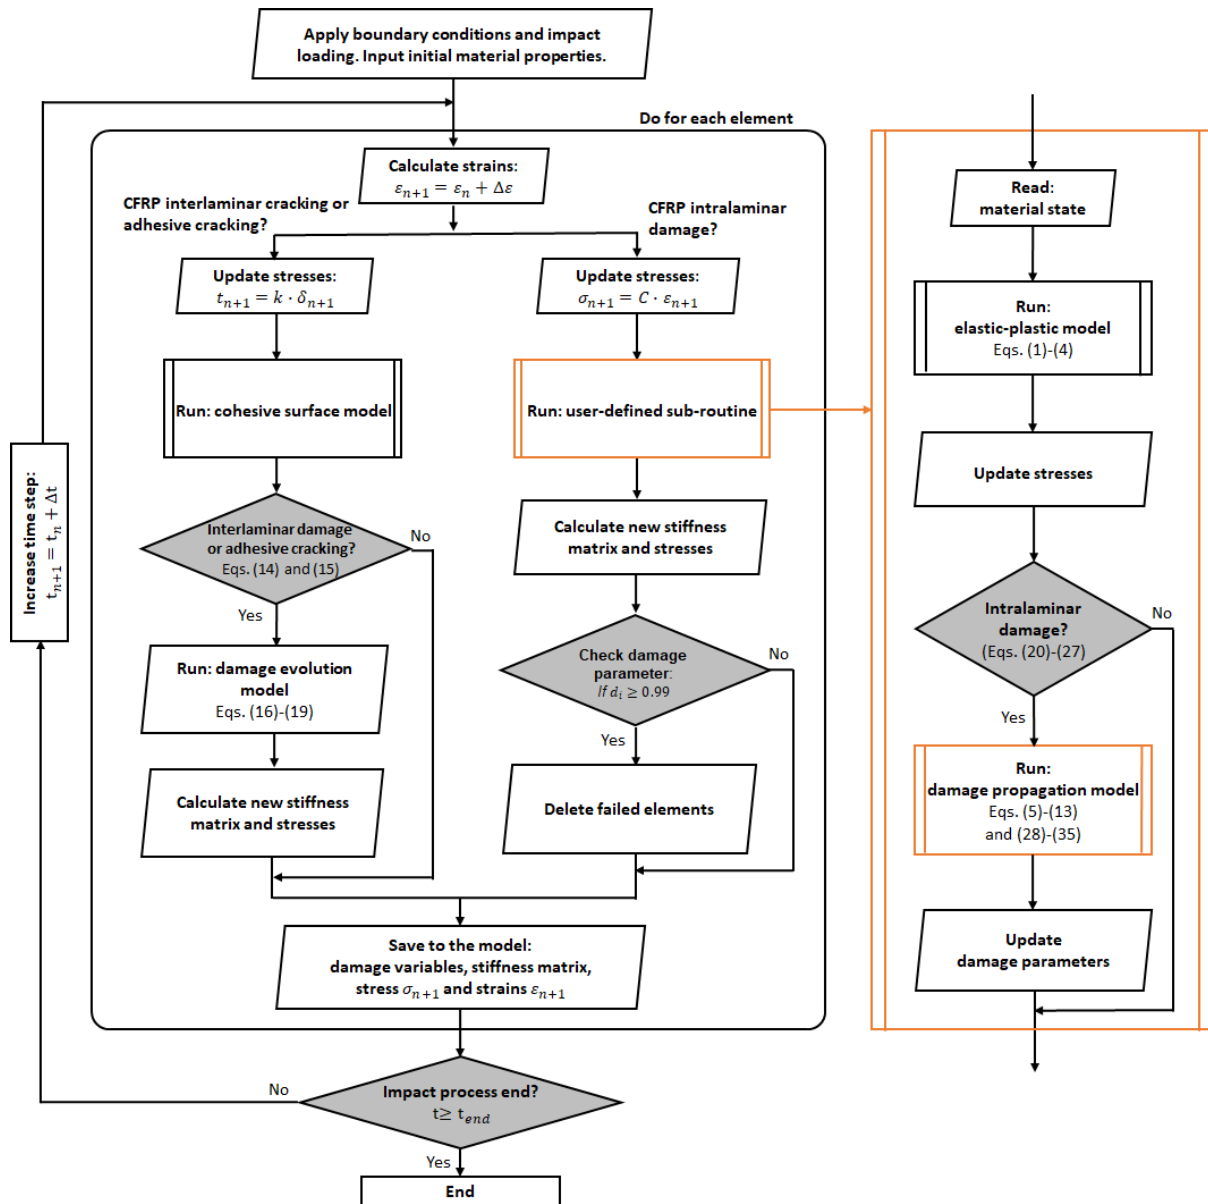 Apply boundary conditions and impact
loading. Input initial material properties.
Do for each element
Calculate strains:
εₙ₊₁ = εₙ + Δε
CFRP interlaminar cracking or
adhesive cracking?
CFRP intralaminar
damage?
Update stresses:
tₙ₊₁ = k · δₙ₊₁
Update stresses:
σₙ₊₁ = C · εₙ₊₁
Run: cohesive surface model
Run: user-defined sub-routine
Interlaminar damage
or adhesive cracking?
Eqs. (14) and (15)
No
Yes
Calculate new stiffness
matrix and stresses
Run: damage evolution
model
Eqs. (16)-(19)
Check damage
parameter:
If dᵢ ≥ 0.99
No
Yes
Calculate new stiffness
matrix and stresses
Delete failed elements
Save to the model:
damage variables, stiffness matrix,
stress σₙ₊₁ and strains εₙ₊₁
Impact process end?
t≥ tₑₙd
No
Yes
End
Increase time step:
tₙ₊₁ = tₙ + Δt
Read:
material state
Run:
elastic-plastic model
Eqs. (1)-(4)
Update stresses
Intralaminar
damage?
(Eqs. (20)-(27)
No
Yes
Run:
damage propagation model
Eqs. (5)-(13)
and (28)-(35)
Update
damage parameters